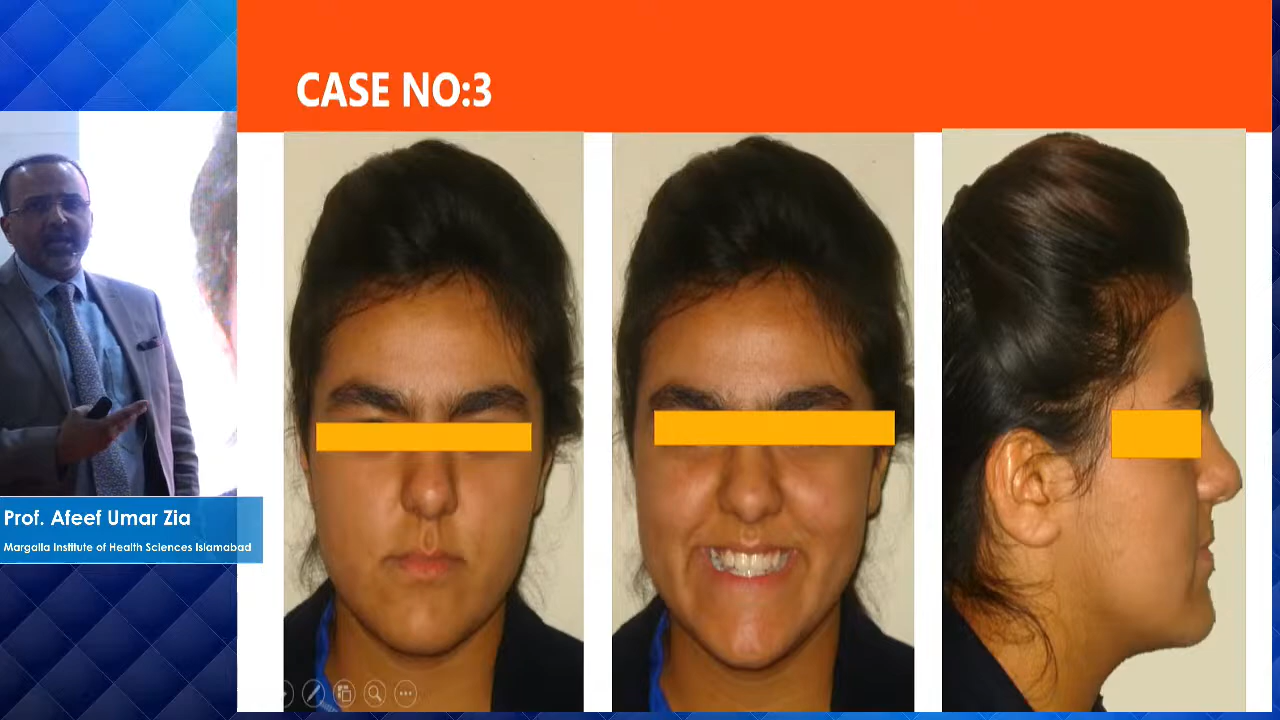 CASE NO:3
Prof. Afeef Umar Zia
Margalla Institute of Health Sciences Islamabad